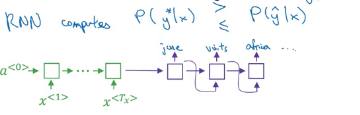 RNN computes P(y*|x) ≷ P(ŷ|x)
jane visits africa ...
a<0> → ... →
x<1> x<Tx>